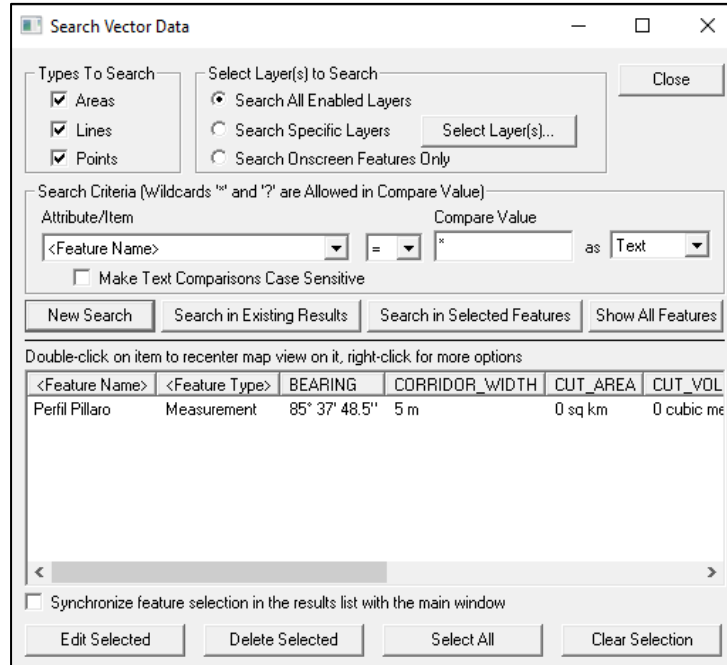 Search Vector Data
Types To Search
Areas
Lines
Points
Select Layer(s) to Search
Search All Enabled Layers
Search Specific Layers
Select Layer(s)...
Search Onscreen Features Only
Close
Search Criteria (Wildcards '*' and '?' are Allowed in Compare Value)
Attribute/Item Compare Value
<Feature Name> = * as Text
Make Text Comparisons Case Sensitive
New Search Search in Existing Results Search in Selected Features Show All Features
Double-click on item to recenter map view on it, right-click for more options
<Feature Name> <Feature Type> BEARING CORRIDOR_WIDTH CUT_AREA CUT_VOL
Perfil Pillaro Measurement 85° 37' 48.5'' 5 m 0 sq km 0 cubic me
Synchronize feature selection in the results list with the main window
Edit Selected Delete Selected Select All Clear Selection